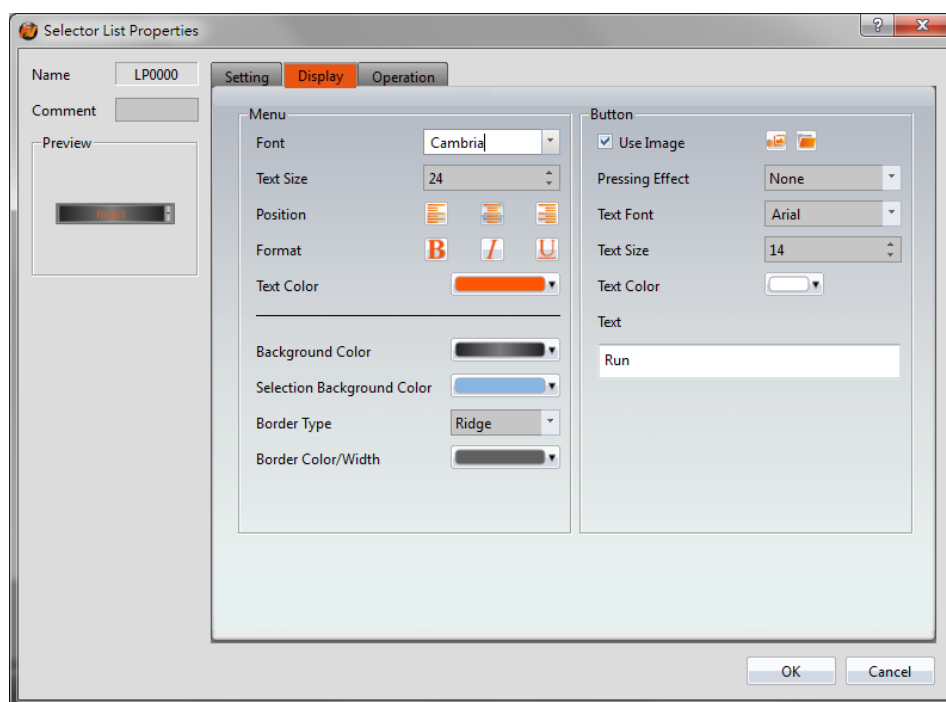 Selector List Properties
Name LP0000
Comment
Preview
Setting Display Operation
Menu
Font Cambria
Text Size 24
Position
Format B I U
Text Color
Background Color
Selection Background Color
Border Type Ridge
Border Color/Width
Button
Use Image
Pressing Effect None
Text Font Arial
Text Size 14
Text Color
Text
Run
OK Cancel